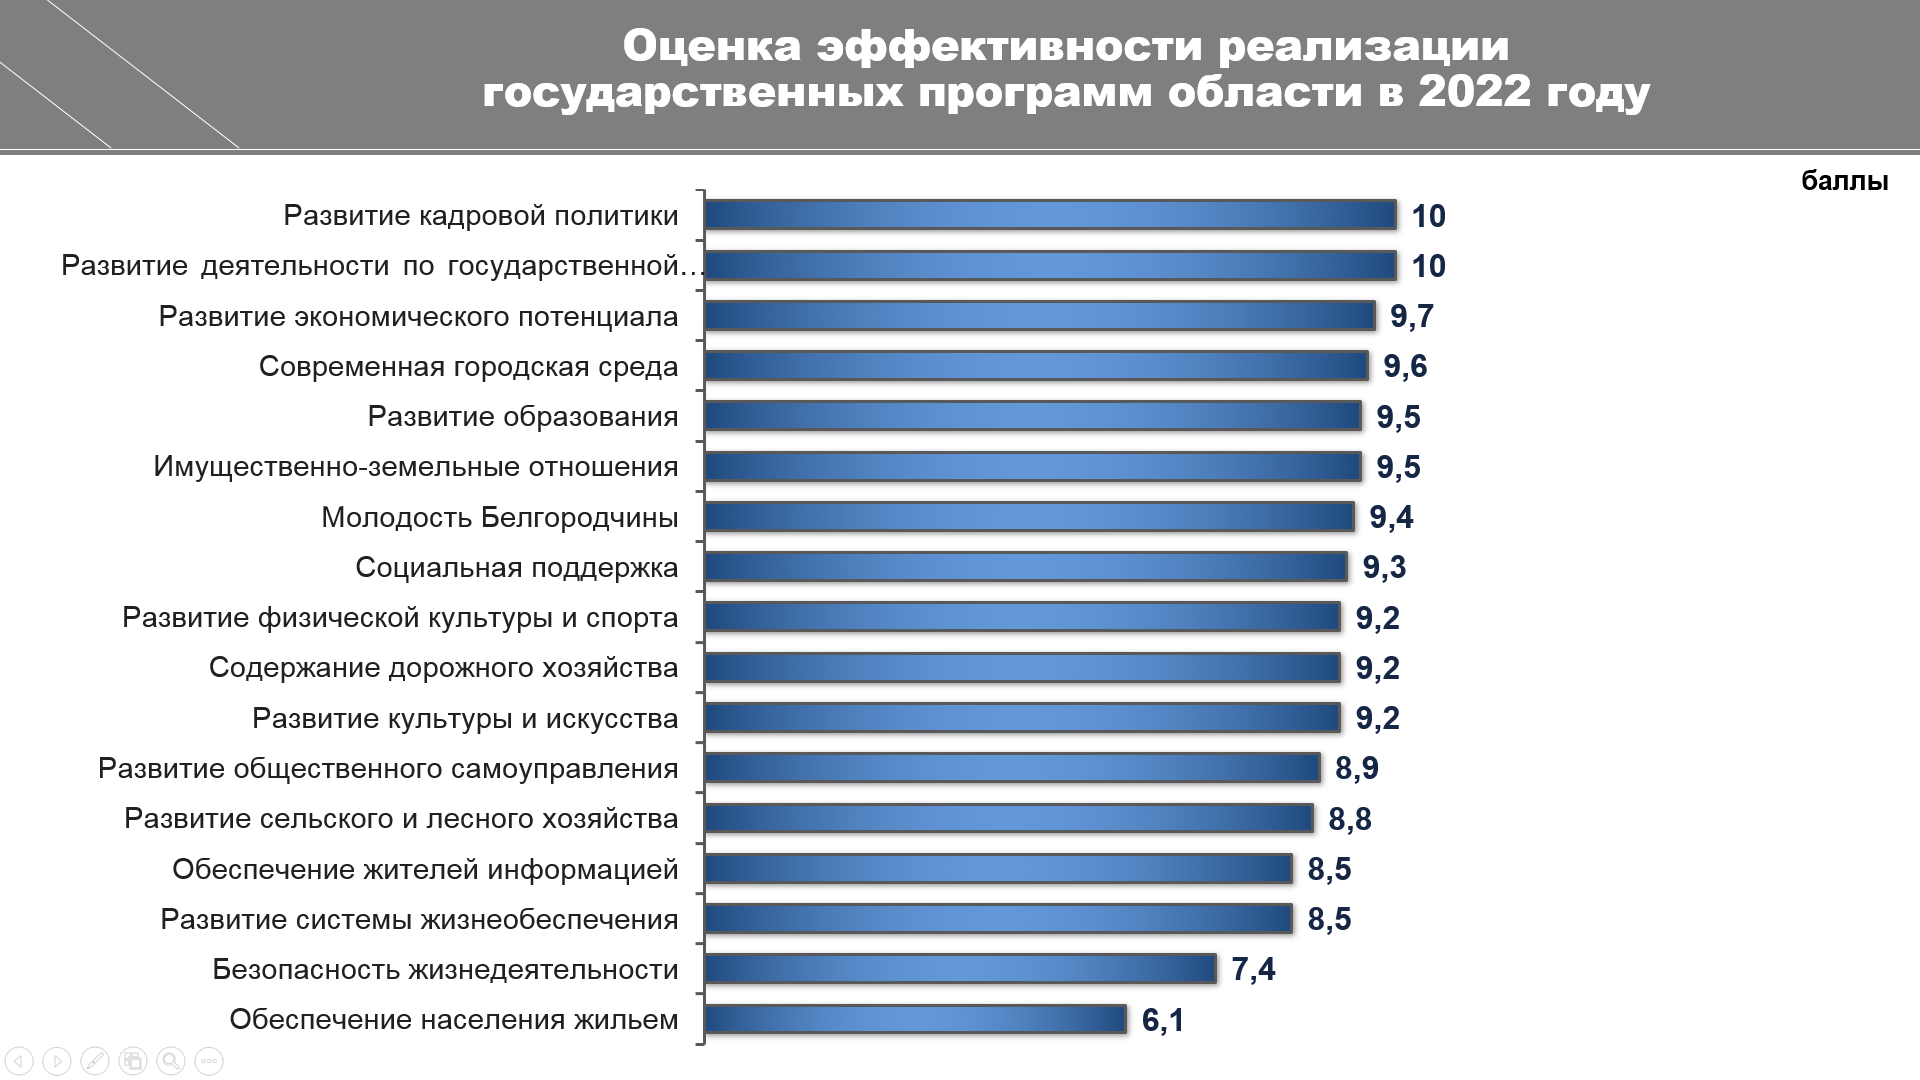 Оценка эффективности реализации
государственных программ области в 2022 году
баллы
Развитие кадровой политики 10
Развитие деятельности по государственной… 10
Развитие экономического потенциала 9,7
Современная городская среда 9,6
Развитие образования 9,5
Имущественно-земельные отношения 9,5
Молодость Белгородчины 9,4
Социальная поддержка 9,3
Развитие физической культуры и спорта 9,2
Содержание дорожного хозяйства 9,2
Развитие культуры и искусства 9,2
Развитие общественного самоуправления 8,9
Развитие сельского и лесного хозяйства 8,8
Обеспечение жителей информацией 8,5
Развитие системы жизнеобеспечения 8,5
Безопасность жизнедеятельности 7,4
Обеспечение населения жильем 6,1